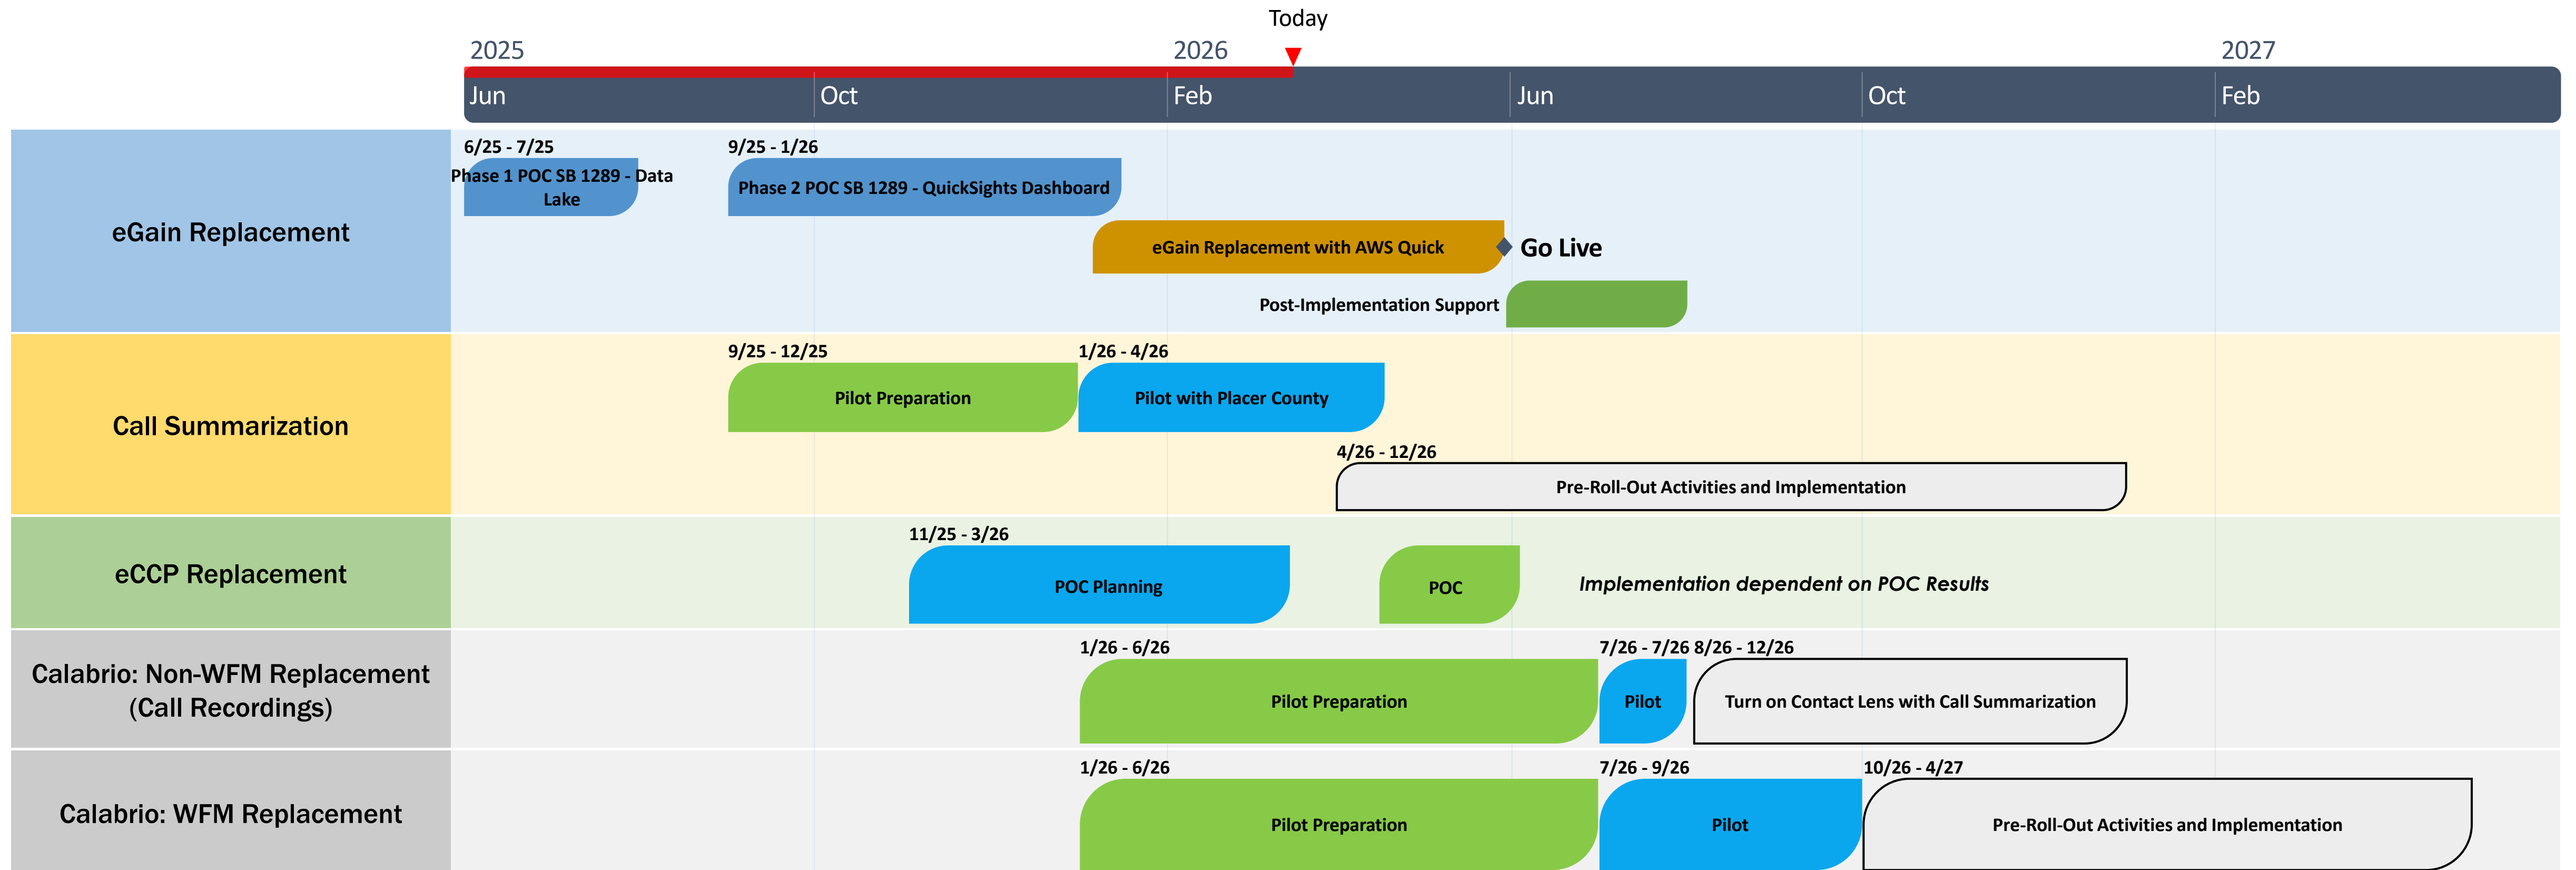 Today
2025
2026
2027
Jun
Oct
Feb
Jun
Oct
Feb
eGain Replacement
6/25 - 7/25
Phase 1 POC SB 1289 - Data
Lake
9/25 - 1/26
Phase 2 POC SB 1289 - QuickSights Dashboard
eGain Replacement with AWS Quick
Go Live
Post-Implementation Support
Call Summarization
9/25 - 12/25
Pilot Preparation
1/26 - 4/26
Pilot with Placer County
4/26 - 12/26
Pre-Roll-Out Activities and Implementation
eCCP Replacement
11/25 - 3/26
POC Planning
POC
Implementation dependent on POC Results
Calabrio: Non-WFM Replacement
(Call Recordings)
1/26 - 6/26
Pilot Preparation
7/26 - 7/26
Pilot
8/26 - 12/26
Turn on Contact Lens with Call Summarization
Calabrio: WFM Replacement
1/26 - 6/26
Pilot Preparation
7/26 - 9/26
Pilot
10/26 - 4/27
Pre-Roll-Out Activities and Implementation